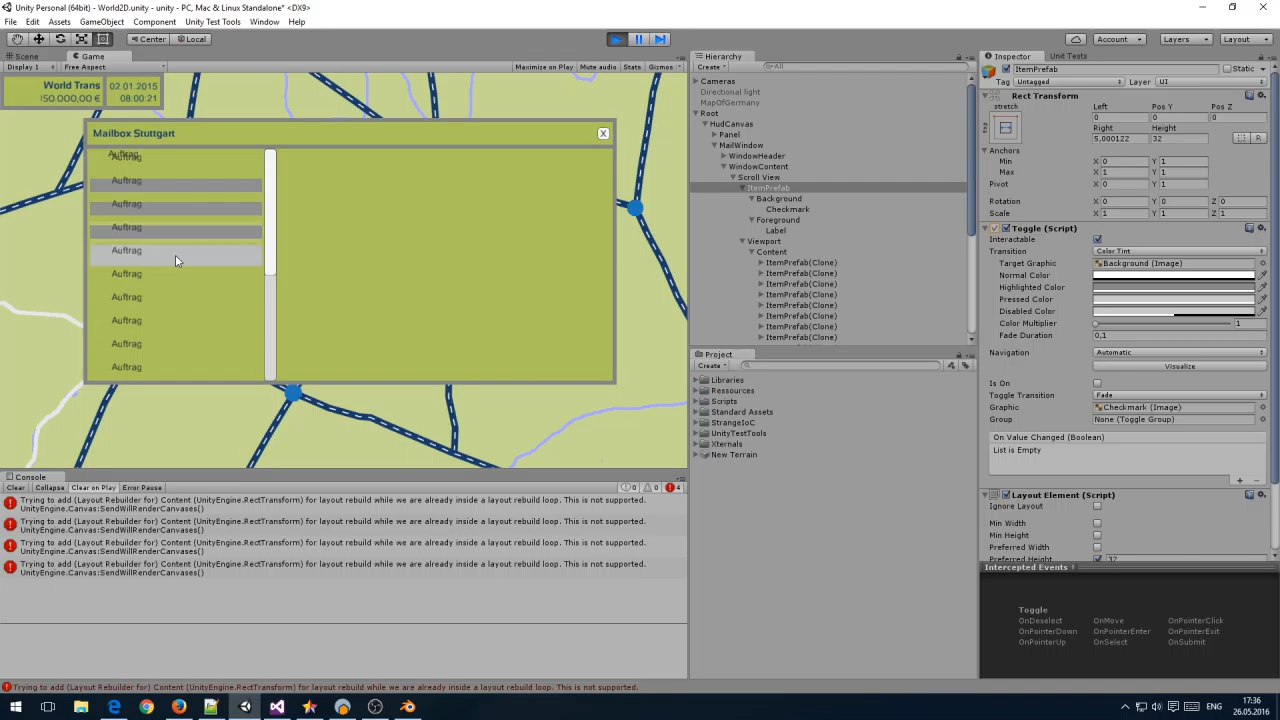 Unity Personal (64bit) - World2D.unity - unity - PC, Mac & Linux Standalone* <DX9>
File Edit Assets GameObject Component Unity Test Tools Window Help
Center Local Account Layers Layout
Scene Game Hierarchy Inspector Unit Tests
Display 1 Free Aspect Maximize on Play Mute audio Stats Gizmos Create All
World Trans 02.01.2015
150.000,00 € 08:00:21
Mailbox Stuttgart X
Auftrag
Auftrag
Auftrag
Auftrag
Auftrag
Auftrag
Auftrag
Auftrag
Auftrag
Auftrag
Auftrag
Cameras
Directional light
MapOfGermany
Root
HudCanvas
Panel
MailWindow
WindowHeader
WindowContent
Scroll View
ItemPrefab
Background
Checkmark
Foreground
Label
Viewport
Content
ItemPrefab(Clone)
ItemPrefab(Clone)
ItemPrefab(Clone)
ItemPrefab(Clone)
ItemPrefab(Clone)
ItemPrefab(Clone)
ItemPrefab(Clone)
ItemPrefab(Clone)
Project
Create
Libraries
Ressources
Scripts
Standard Assets
StrangeIoC
UnityTestTools
Xternals
New Terrain
ItemPrefab Static
Tag Untagged Layer UI
Rect Transform
stretch Left Pos Y Pos Z
0 0 0
Right Height
5,000122 32 R
Anchors
Min X 0 Y 1
Max X 1 Y 1
Pivot X 0 Y 1
Rotation X 0 Y 0 Z 0
Scale X 1 Y 1 Z 1
Toggle (Script)
Interactable
Transition Color Tint
Target Graphic Background (Image)
Normal Color
Highlighted Color
Pressed Color
Disabled Color
Color Multiplier 1
Fade Duration 0,1
Navigation Automatic
Visualize
Is On
Toggle Transition Fade
Graphic Checkmark (Image)
Group None (Toggle Group)
On Value Changed (Boolean)
List is Empty
Layout Element (Script)
Ignore Layout
Min Width
Min Height
Preferred Width
Preferred Height 32
Intercepted Events
Toggle
OnDeselect OnMove OnPointerClick
OnPointerDown OnPointerEnter OnPointerExit
OnPointerUp OnSelect OnSubmit
Console
Clear Collapse Clear on Play Error Pause 0 0 4
Trying to add (Layout Rebuilder for) Content (UnityEngine.RectTransform) for layout rebuild while we are already inside a layout rebuild loop. This is not supported.
UnityEngine.Canvas:SendWillRenderCanvases()
Trying to add (Layout Rebuilder for) Content (UnityEngine.RectTransform) for layout rebuild while we are already inside a layout rebuild loop. This is not supported.
UnityEngine.Canvas:SendWillRenderCanvases()
Trying to add (Layout Rebuilder for) Content (UnityEngine.RectTransform) for layout rebuild while we are already inside a layout rebuild loop. This is not supported.
UnityEngine.Canvas:SendWillRenderCanvases()
Trying to add (Layout Rebuilder for) Content (UnityEngine.RectTransform) for layout rebuild while we are already inside a layout rebuild loop. This is not supported.
UnityEngine.Canvas:SendWillRenderCanvases()
Trying to add (Layout Rebuilder for) Content (UnityEngine.RectTransform) for layout rebuild while we are already inside a layout rebuild loop. This is not supported.
ENG 17:36
26.05.2016